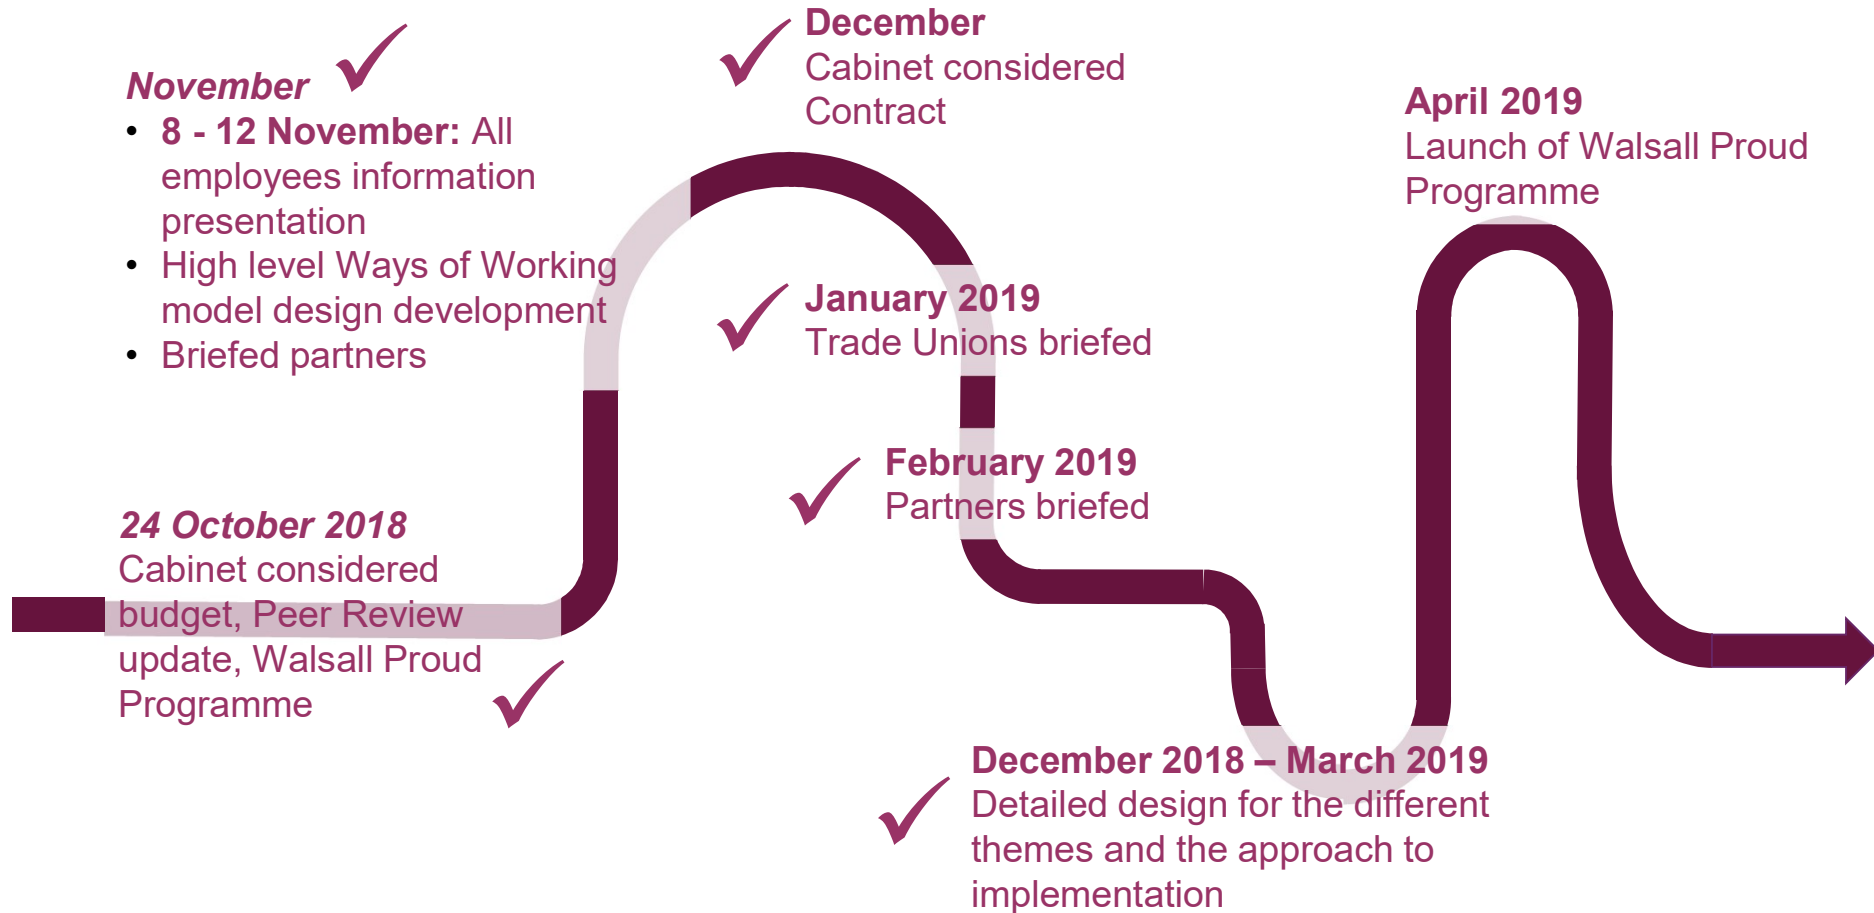 24 October 2018
Cabinet considered
budget, Peer Review
update, Walsall Proud
Programme
November
• 8 - 12 November: All
employees information
presentation
• High level Ways of Working
model design development
• Briefed partners
December
Cabinet considered
Contract
January 2019
Trade Unions briefed
February 2019
Partners briefed
December 2018 – March 2019
Detailed design for the different
themes and the approach to
implementation
April 2019
Launch of Walsall Proud
Programme